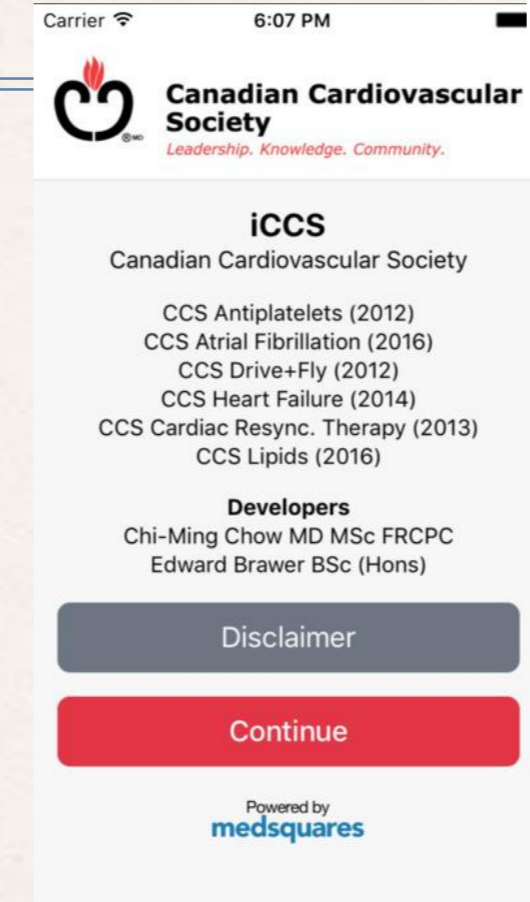 Carrier 6:07 PM
Canadian Cardiovascular
Society
®MD
Leadership. Knowledge. Community.
iCCS
Canadian Cardiovascular Society
CCS Antiplatelets (2012)
CCS Atrial Fibrillation (2016)
CCS Drive+Fly (2012)
CCS Heart Failure (2014)
CCS Cardiac Resync. Therapy (2013)
CCS Lipids (2016)
Developers
Chi-Ming Chow MD MSc FRCPC
Edward Brawer BSc (Hons)
Disclaimer
Continue
Powered by
medsquares